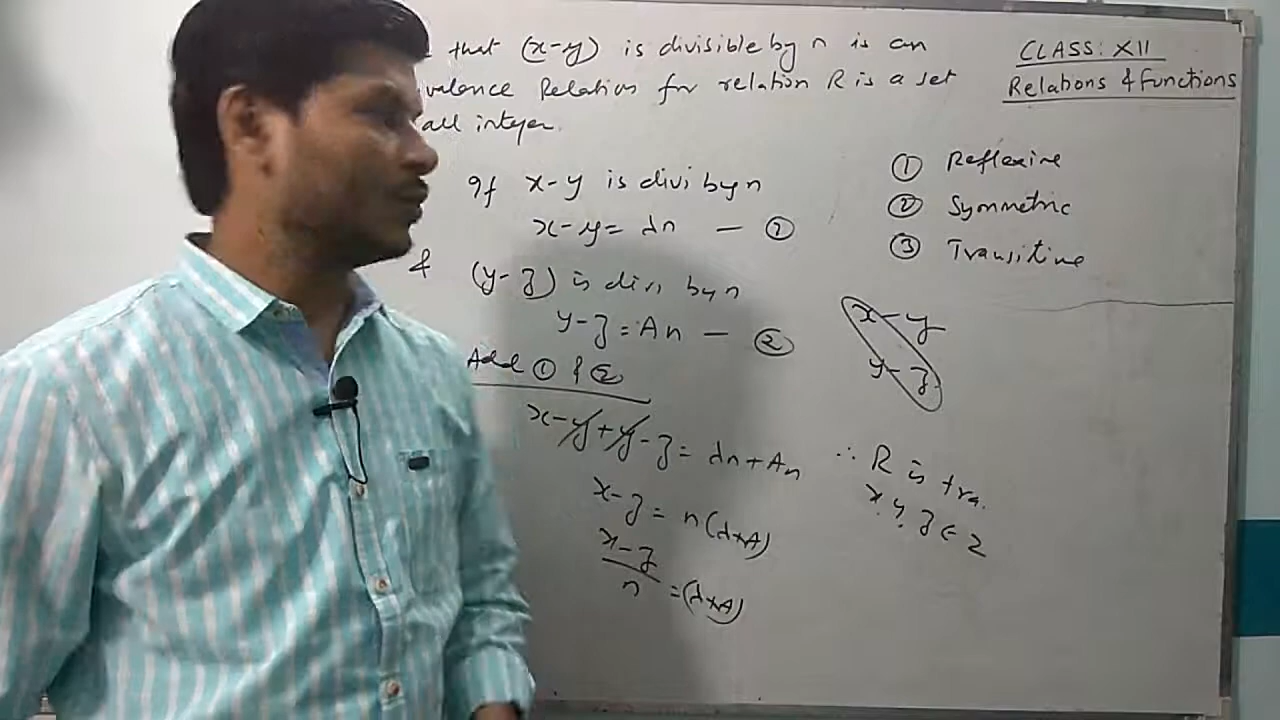 that (x-y) is divisible by n is an
valence Relation for relation R is a set
all integer.
CLASS: XII
Relations & Functions
① Reflexive
② Symmetric
③ Transitive
If x-y is divi by n
x-y = λn — ①
& (y-z) is divi by n
y-z = An — ②
Add ① & ②
x-y+y-z = λn+An
x-z = n(λ+A)
x-z
n = (λ+A)
x-y
y-z
∴ R is tra.
x, y, z ∈ Z